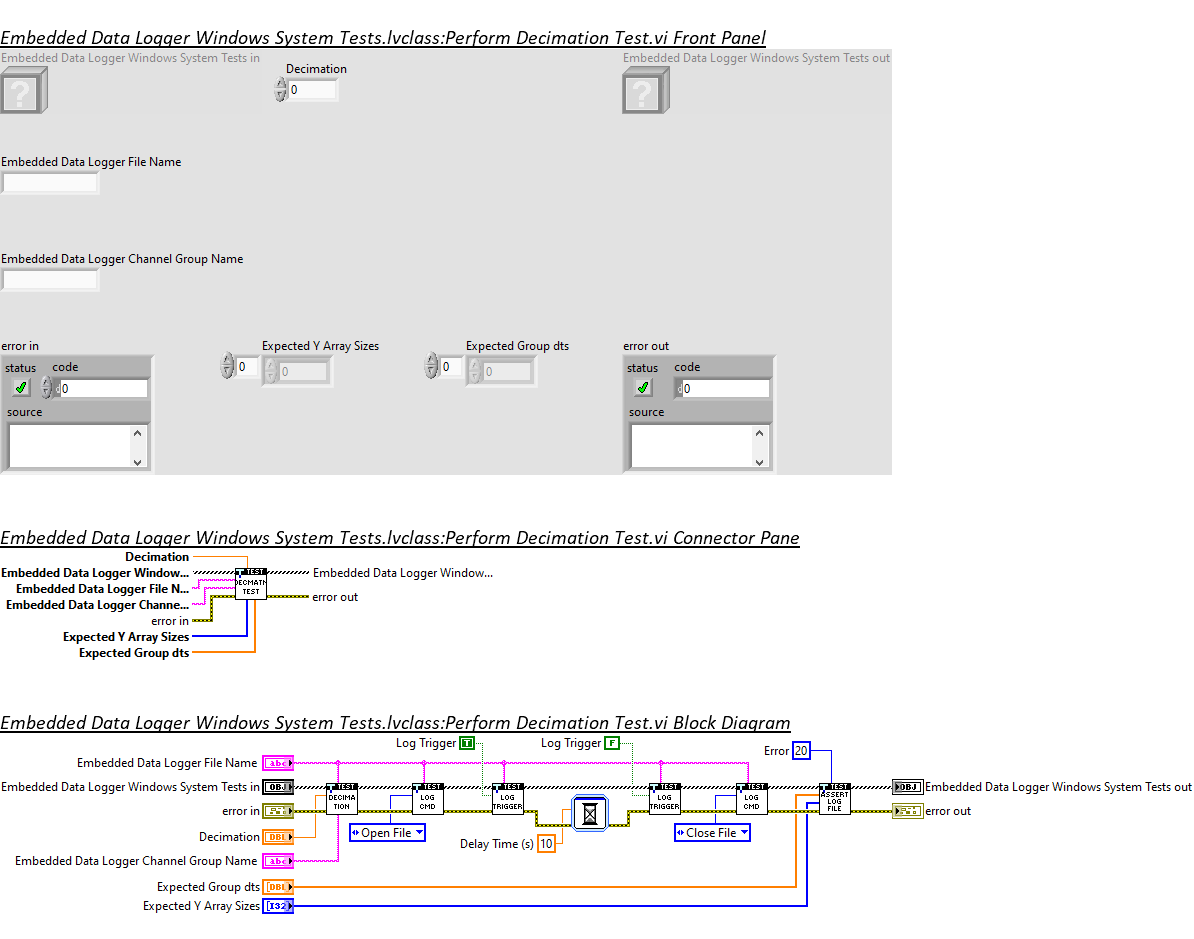 Embedded Data Logger Windows System Tests.lvclass:Perform Decimation Test.vi Front Panel
Embedded Data Logger Windows System Tests in
Decimation
Embedded Data Logger Windows System Tests out
?
0
?
Embedded Data Logger File Name
Embedded Data Logger Channel Group Name
error in
Expected Y Array Sizes
Expected Group dts
error out
status code
0
0
0
0
status code
d0
d0
source
source
Embedded Data Logger Windows System Tests.lvclass:Perform Decimation Test.vi Connector Pane
Decimation
Embedded Data Logger Window...
TEST
Embedded Data Logger Window...
Embedded Data Logger File N...
DECMATN
TEST
error out
Embedded Data Logger Channe...
error in
Expected Y Array Sizes
Expected Group dts
Embedded Data Logger Windows System Tests.lvclass:Perform Decimation Test.vi Block Diagram
Log Trigger T
Log Trigger F
Error 20
Embedded Data Logger File Name abc
Embedded Data Logger Windows System Tests in OBJ
TEST
DECIMA
TION
TEST
LOG
CMD
TEST
LOG
TRIGGER
TEST
LOG
TRIGGER
TEST
LOG
CMD
TEST
ASSERT
LOG
FILE
OBJ Embedded Data Logger Windows System Tests out
error in
error out
Decimation DBL
Open File
Close File
Delay Time (s) 10
Embedded Data Logger Channel Group Name abc
Expected Group dts [DBL]
Expected Y Array Sizes [I32]